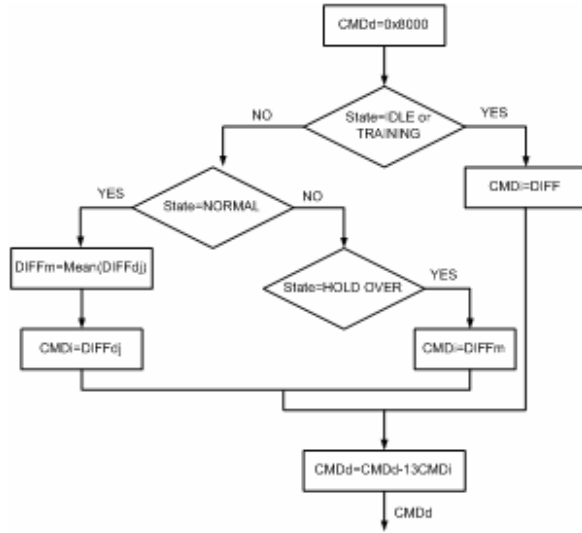 CMDd=0x8000
State=IDLE or
TRAINING
NO
YES
CMDi=DIFF
State=NORMAL
YES
NO
DIFFm=Mean(DIFFdj)
State=HOLD OVER
YES
CMDi=DIFFdj
CMDi=DIFFm
CMDd=CMDd-13CMDi
CMDd